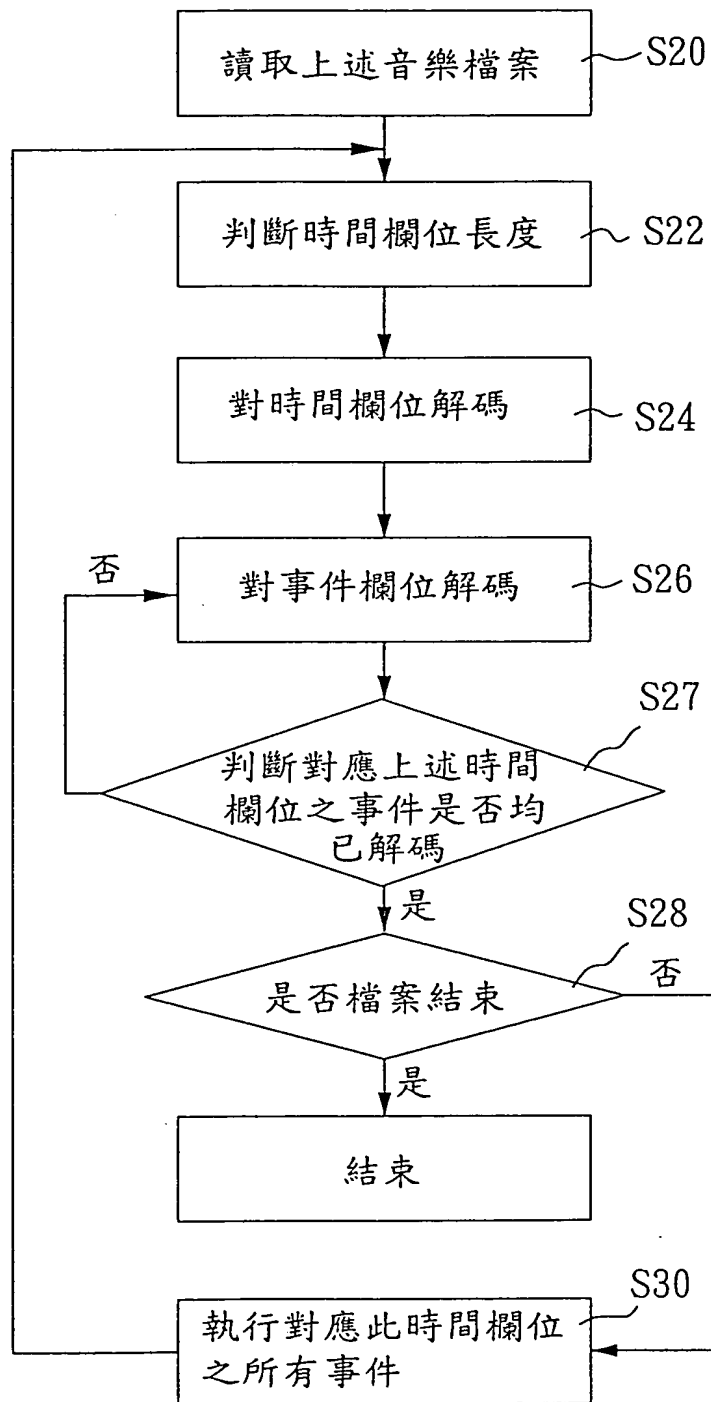 讀取上述音樂檔案
S20
判斷時間欄位長度
S22
對時間欄位解碼
S24
否
對事件欄位解碼
S26
S27
判斷對應上述時間
欄位之事件是否均
已解碼
是
S28
是否檔案結束
否
是
結束
S30
執行對應此時間欄位
之所有事件